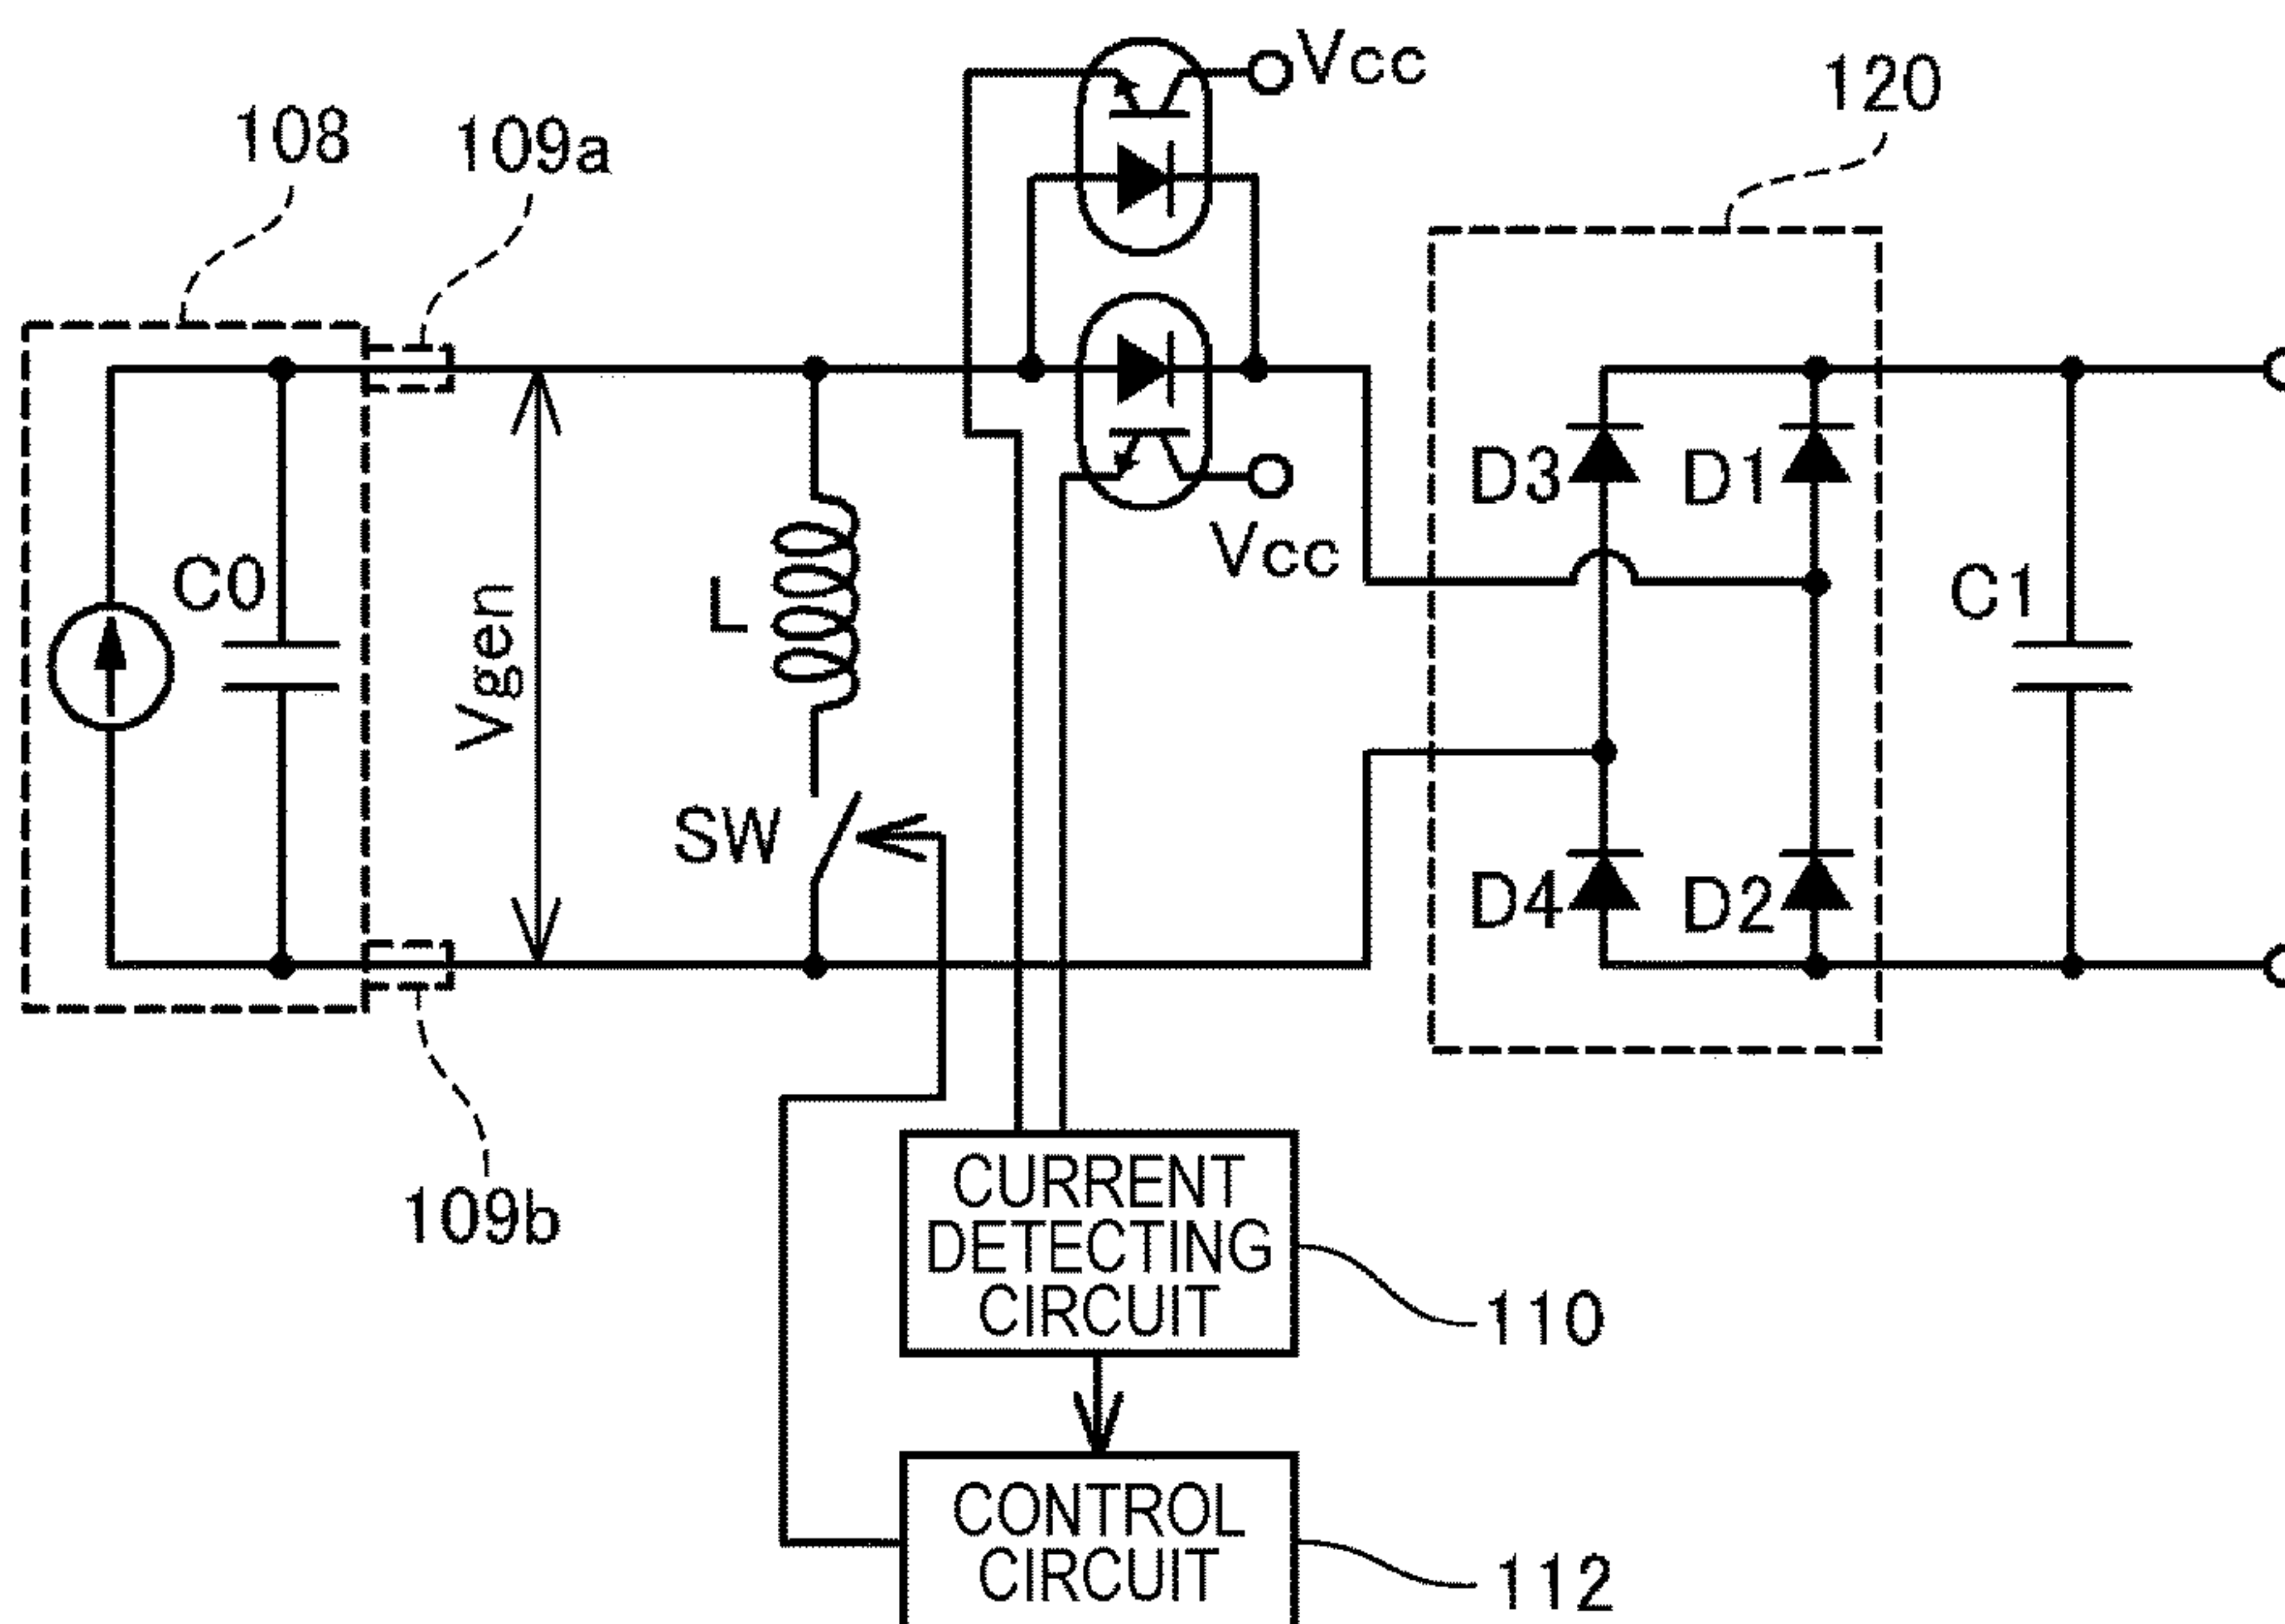 Vcc
120
108
109a
D3
D1
Vcc
C0
L
C1
Vgen
SW
D4
D2
109b
CURRENT
DETECTING
CIRCUIT
110
CONTROL
CIRCUIT
112